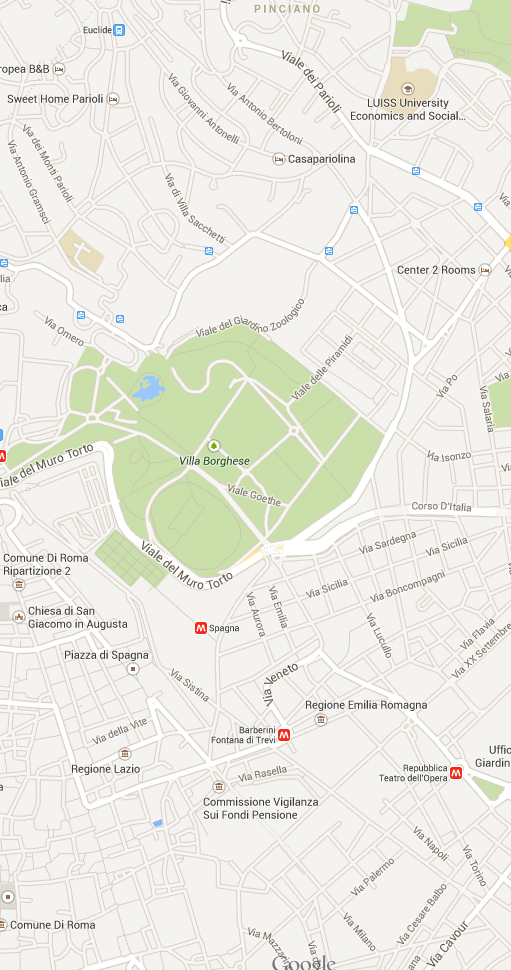 PINCIANO
Euclide
Viale dei Parioli
ropea B&B
Sweet Home Parioli
LUISS University
Economics and Social...
Via Antonio Bertoloni
Via Giovanni Antonelli
Via dei Monti Parioli
Via Antonio Gramsci
Casapariolina
Via di Villa Sacchetti
Center 2 Rooms
lia
ca
Via Omero
Viale del Giardino Zoologico
Viale delle Piramidi
Via Po
Via Salaria
Villa Borghese
Viale del Muro Torto
Via Isonzo
Viale Goethe
Corso D'Italia
Viale del Muro Torto
Via Sardegna
Via Sicilia
Comune Di Roma
Ripartizione 2
Via Sicilia
Via Boncompagni
Via Emilia
Via Aurora
Chiesa di San
Giacomo in Augusta
Spagna
Via Lucullo
Via Flavia
Via XX Settembre
Piazza di Spagna
Via Sistina
Via V
Veneto
Regione Emilia Romagna
Via della Vite
Barberini
Fontana di Trevi
Regione Lazio
Via Rasella
Repubblica
Teatro dell'Opera
Uffic
Giardin
Commissione Vigilanza
Sui Fondi Pensione
Via Napoli
Via Torino
Via Palermo
Via Cesare Balbo
Via Milano
Via Cavour
Comune Di Roma
Via Mazzar
Google